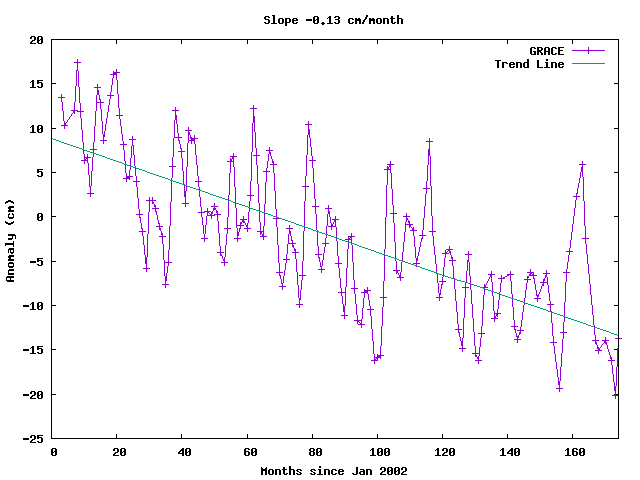 Slope -0.13 cm/month
GRACE
Trend Line
20
15
10
5
0
-5
-10
-15
-20
-25
Anomaly (cm)
0 20 40 60 80 100 120 140 160
Months since Jan 2002